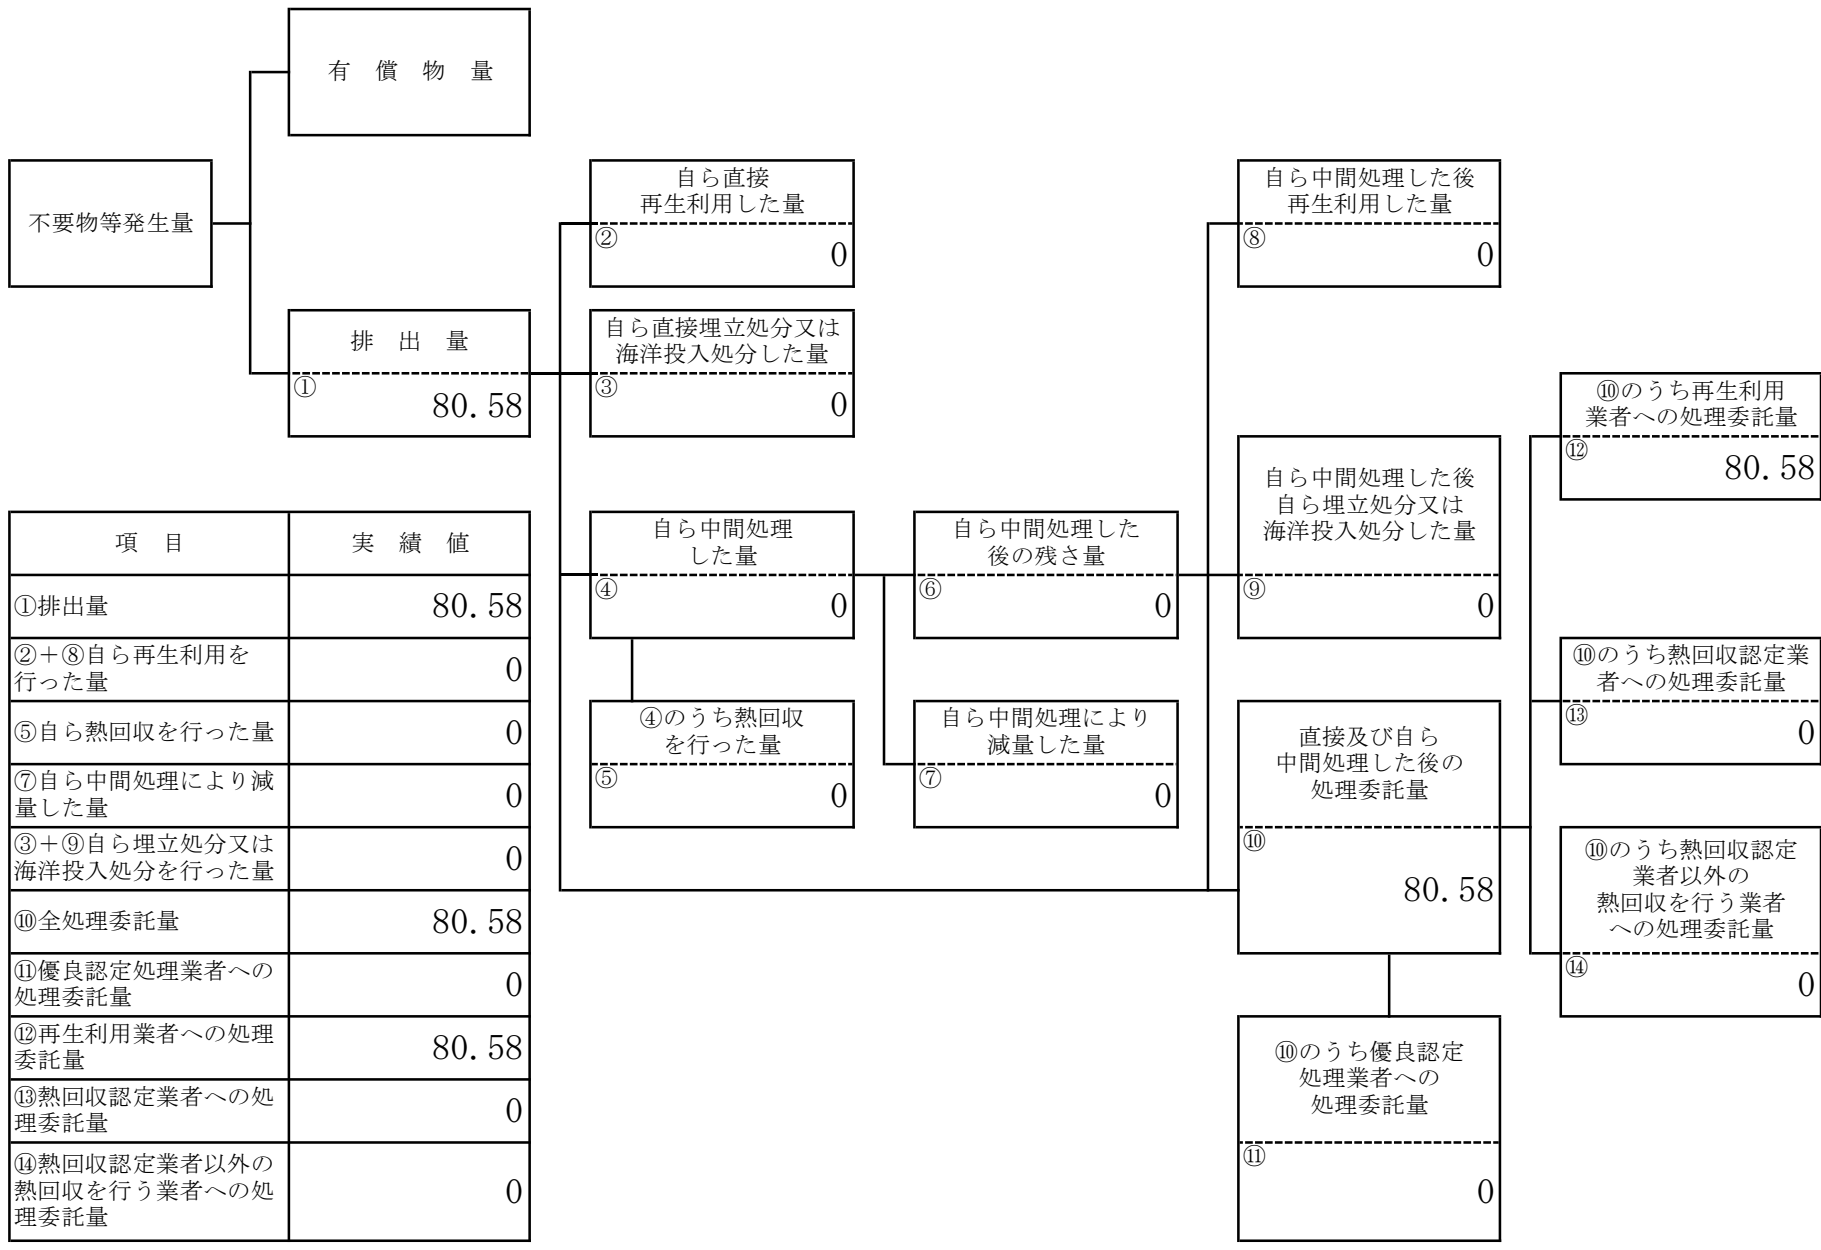 有 償 物 量
不要物等発生量
排 出 量
①
80.58
自ら直接
再生利用した量
②
0
自ら直接埋立処分又は
海洋投入処分した量
③
0
自ら中間処理した後
再生利用した量
⑧
0
⑩のうち再生利用
業者への処理委託量
⑫
80.58
自ら中間処理した後
自ら埋立処分又は
海洋投入処分した量
⑨
0
自ら中間処理
した量
④
0
自ら中間処理した
後の残さ量
⑥
0
④のうち熱回収
を行った量
⑤
0
自ら中間処理により
減量した量
⑦
0
直接及び自ら
中間処理した後の
処理委託量
⑩
80.58
⑩のうち熱回収認定業
者への処理委託量
⑬
0
⑩のうち熱回収認定
業者以外の
熱回収を行う業者
への処理委託量
⑭
0
⑩のうち優良認定
処理業者への
処理委託量
⑪
0
項 目 実 績 値
①排出量 80.58
②+⑧自ら再生利用を
行った量 0
⑤自ら熱回収を行った量 0
⑦自ら中間処理により減
量した量 0
③+⑨自ら埋立処分又は
海洋投入処分を行った量 0
⑩全処理委託量 80.58
⑪優良認定処理業者への
処理委託量 0
⑫再生利用業者への処理
委託量 80.58
⑬熱回収認定業者への処
理委託量 0
⑭熱回収認定業者以外の
熱回収を行う業者への処
理委託量 0